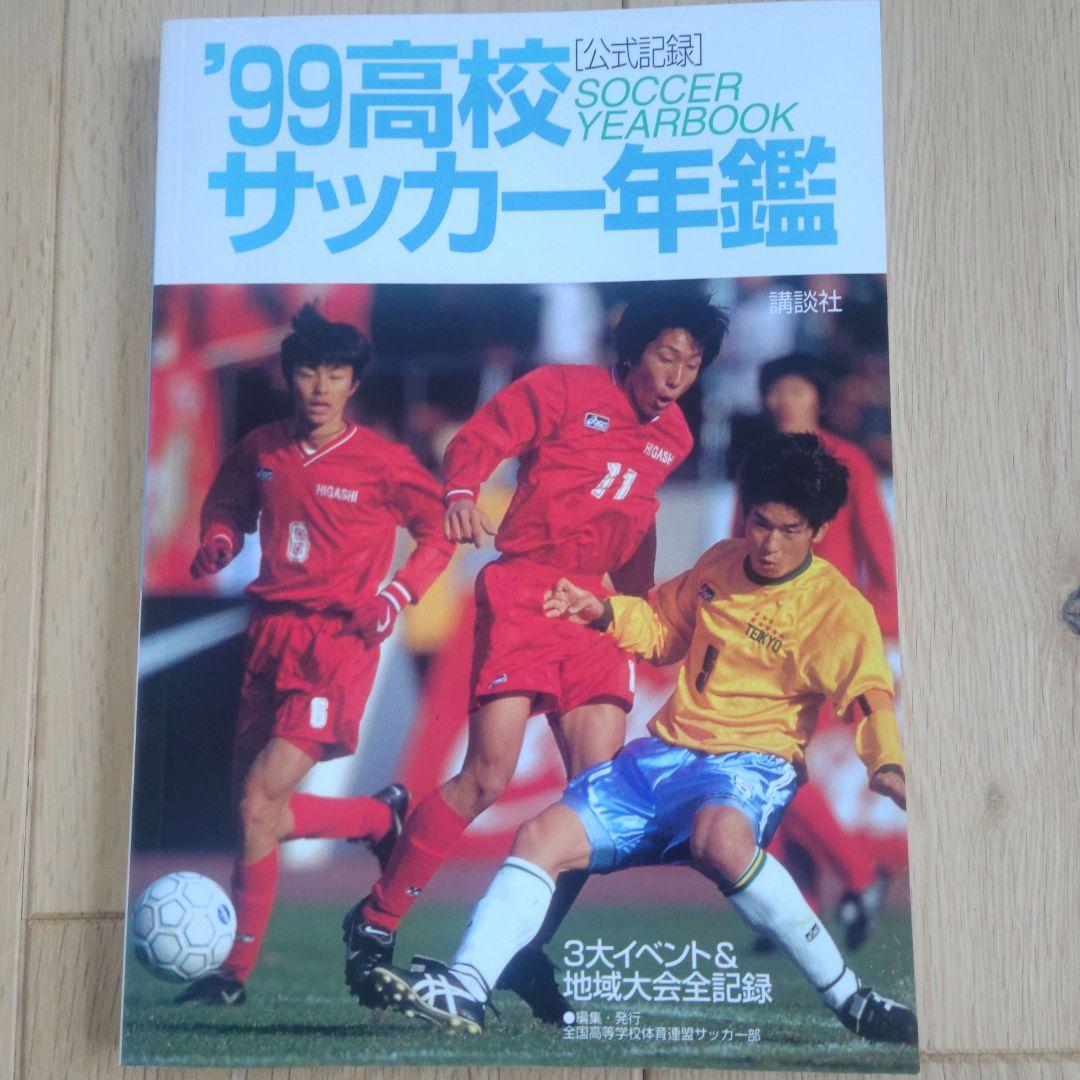 '99高校
[公式記録]
SOCCER
YEARBOOK
サッカー年鑑
講談社
HIGASHI
11
HIGASHI
6
6
TEIKYO
3大イベント&
地域大会全記録
●編集・発行
全国高等学校体育連盟サッカー部